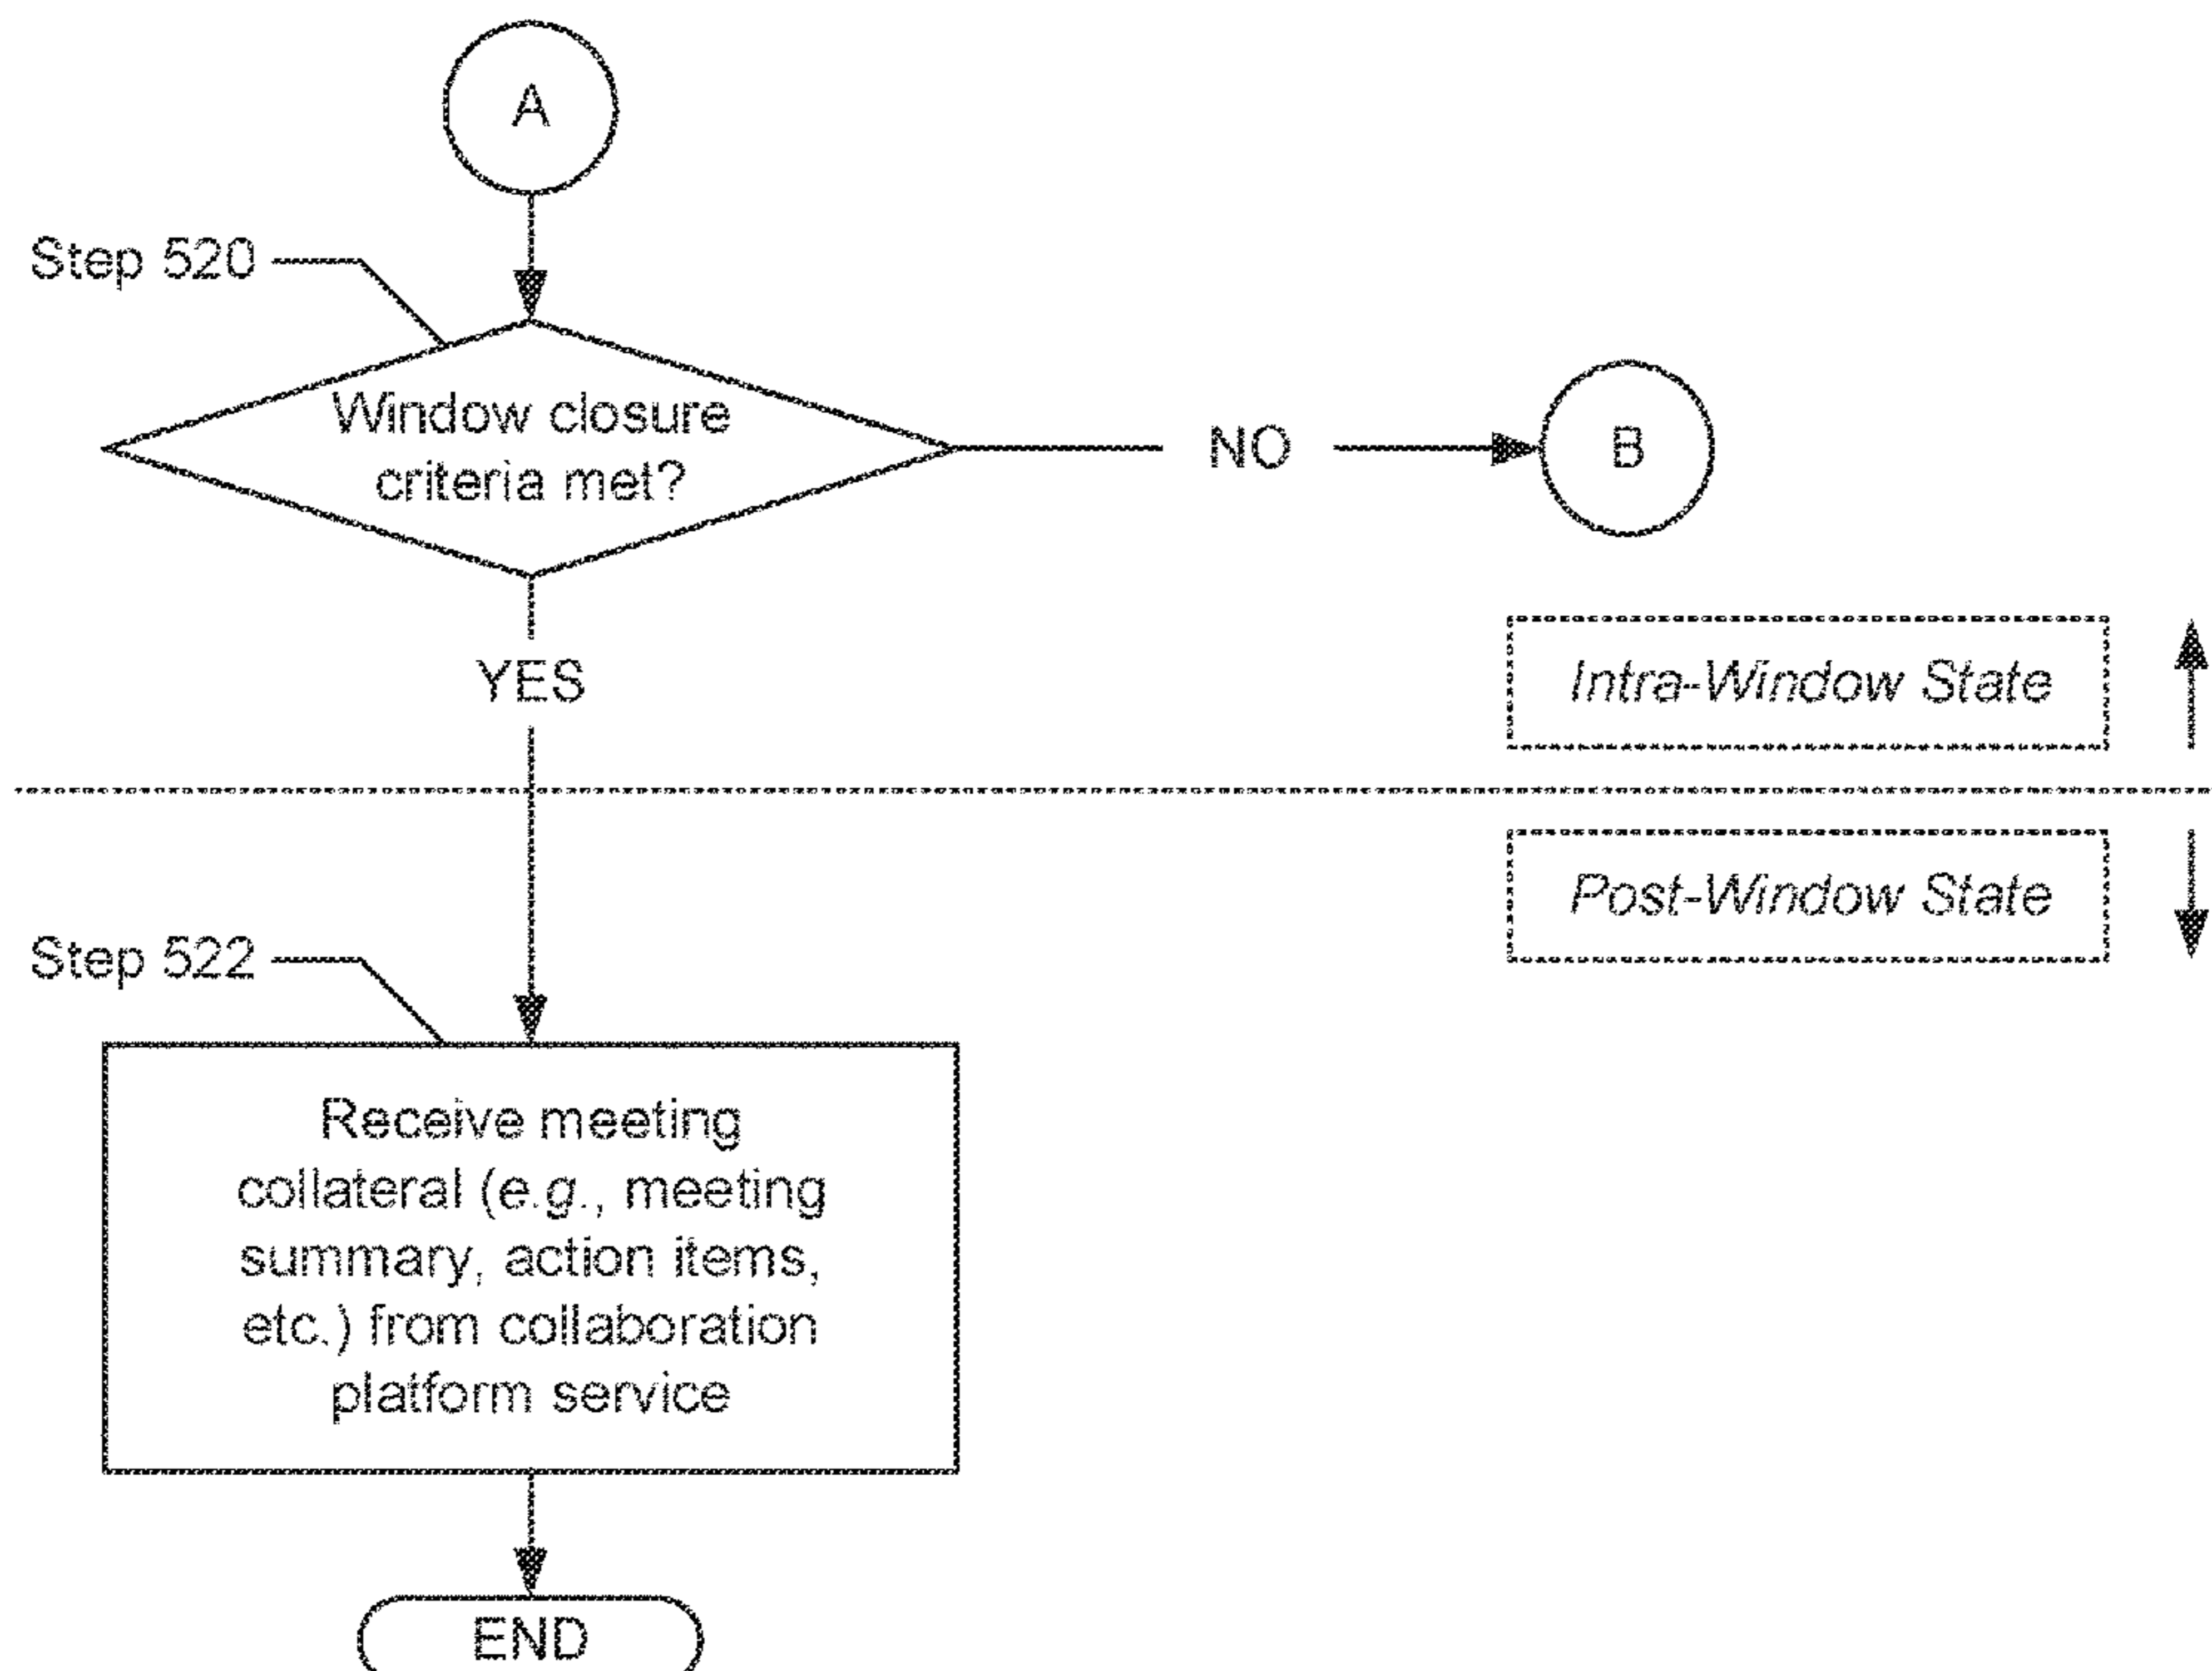 A
Step 520
Window closure
criteria met?
NO
B
YES
Intra-Window State
Post-Window State
Step 522
Receive meeting
collateral (e.g., meeting
summary, action items,
etc.) from collaboration
platform service
END